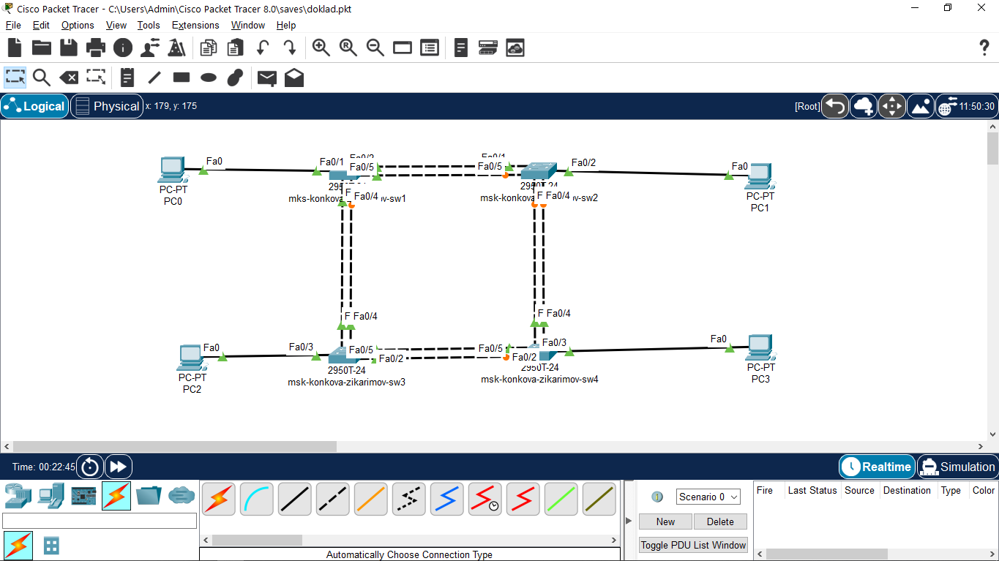 Cisco Packet Tracer - C:\Users\Admin\Cisco Packet Tracer 8.0\saves\doklad.pkt
File Edit Options View Tools Extensions Window Help
Logical Physical x: 179, y: 175 [Root] 11:50:30
Fa0 Fa0/1 Fa0/5 Fa0/5 Fa0/1 Fa0/2 Fa0
PC-PT
PC0
F Fa0/4
mks-konkova v-sw1
2950T-24
F Fa0/4
msk-konkova v-sw2
PC-PT
PC1
F Fa0/4
F Fa0/4
Fa0 Fa0/3 Fa0/5 Fa0/2
Fa0/5 Fa0/2 Fa0/3 Fa0
PC-PT
PC2
2950T-24
msk-konkova-zikarimov-sw3
2950T-24
msk-konkova-zikarimov-sw4
PC-PT
PC3
Time: 00:22:45 Realtime Simulation
Scenario 0
New Delete
Toggle PDU List Window
Fire Last Status Source Destination Type Color
Automatically Choose Connection Type